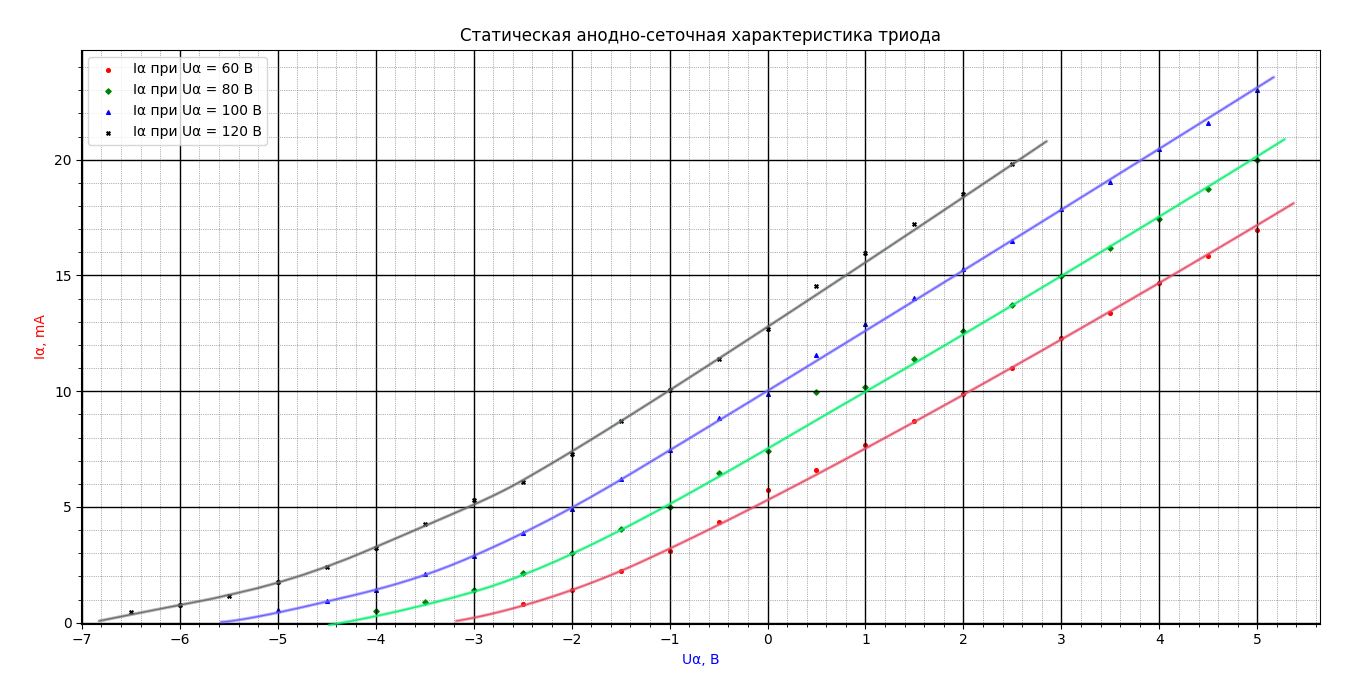 Статическая анодно-сеточная характеристика триода
Iα при Uα = 60 В
Iα при Uα = 80 В
Iα при Uα = 100 В
Iα при Uα = 120 В
Iα, mA
20
15
10
5
0
−7 −6 −5 −4 −3 −2 −1 0 1 2 3 4 5
Uα, В